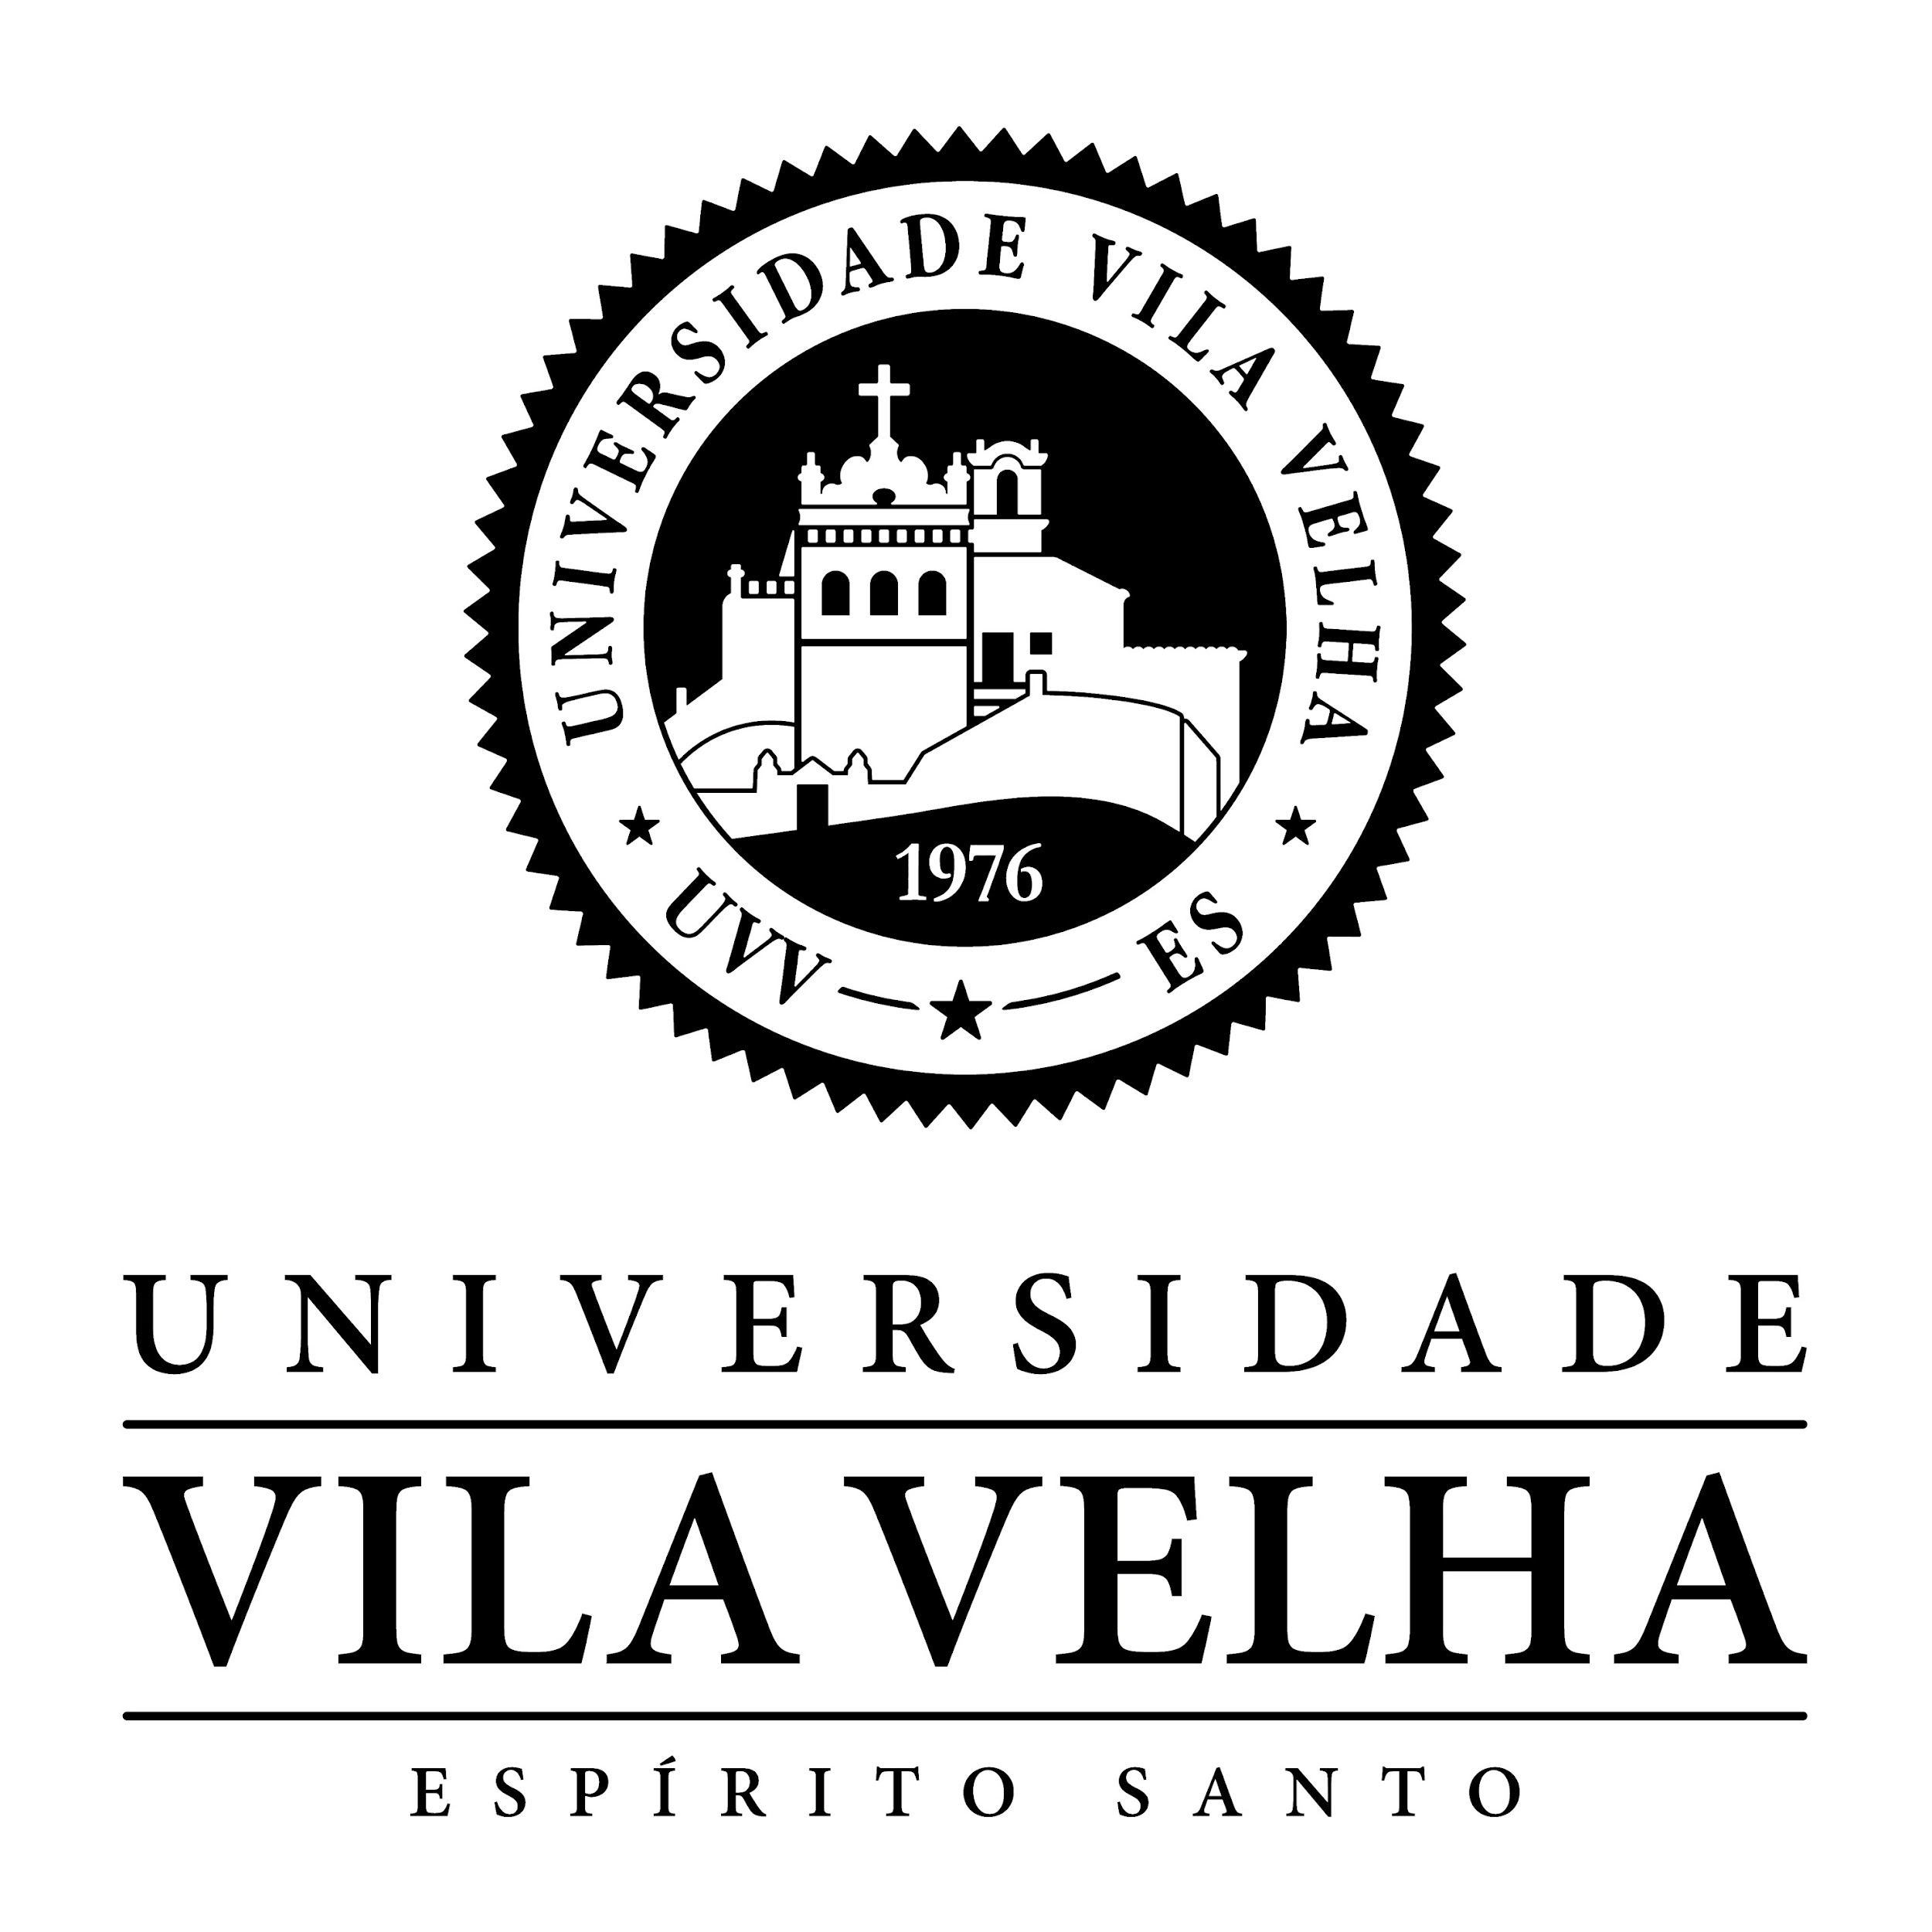 UNIVERSIDADE VILA VELHA
1976
UVV
ES
UNIVERSIDADE
VILA VELHA
ESPÍRITO SANTO